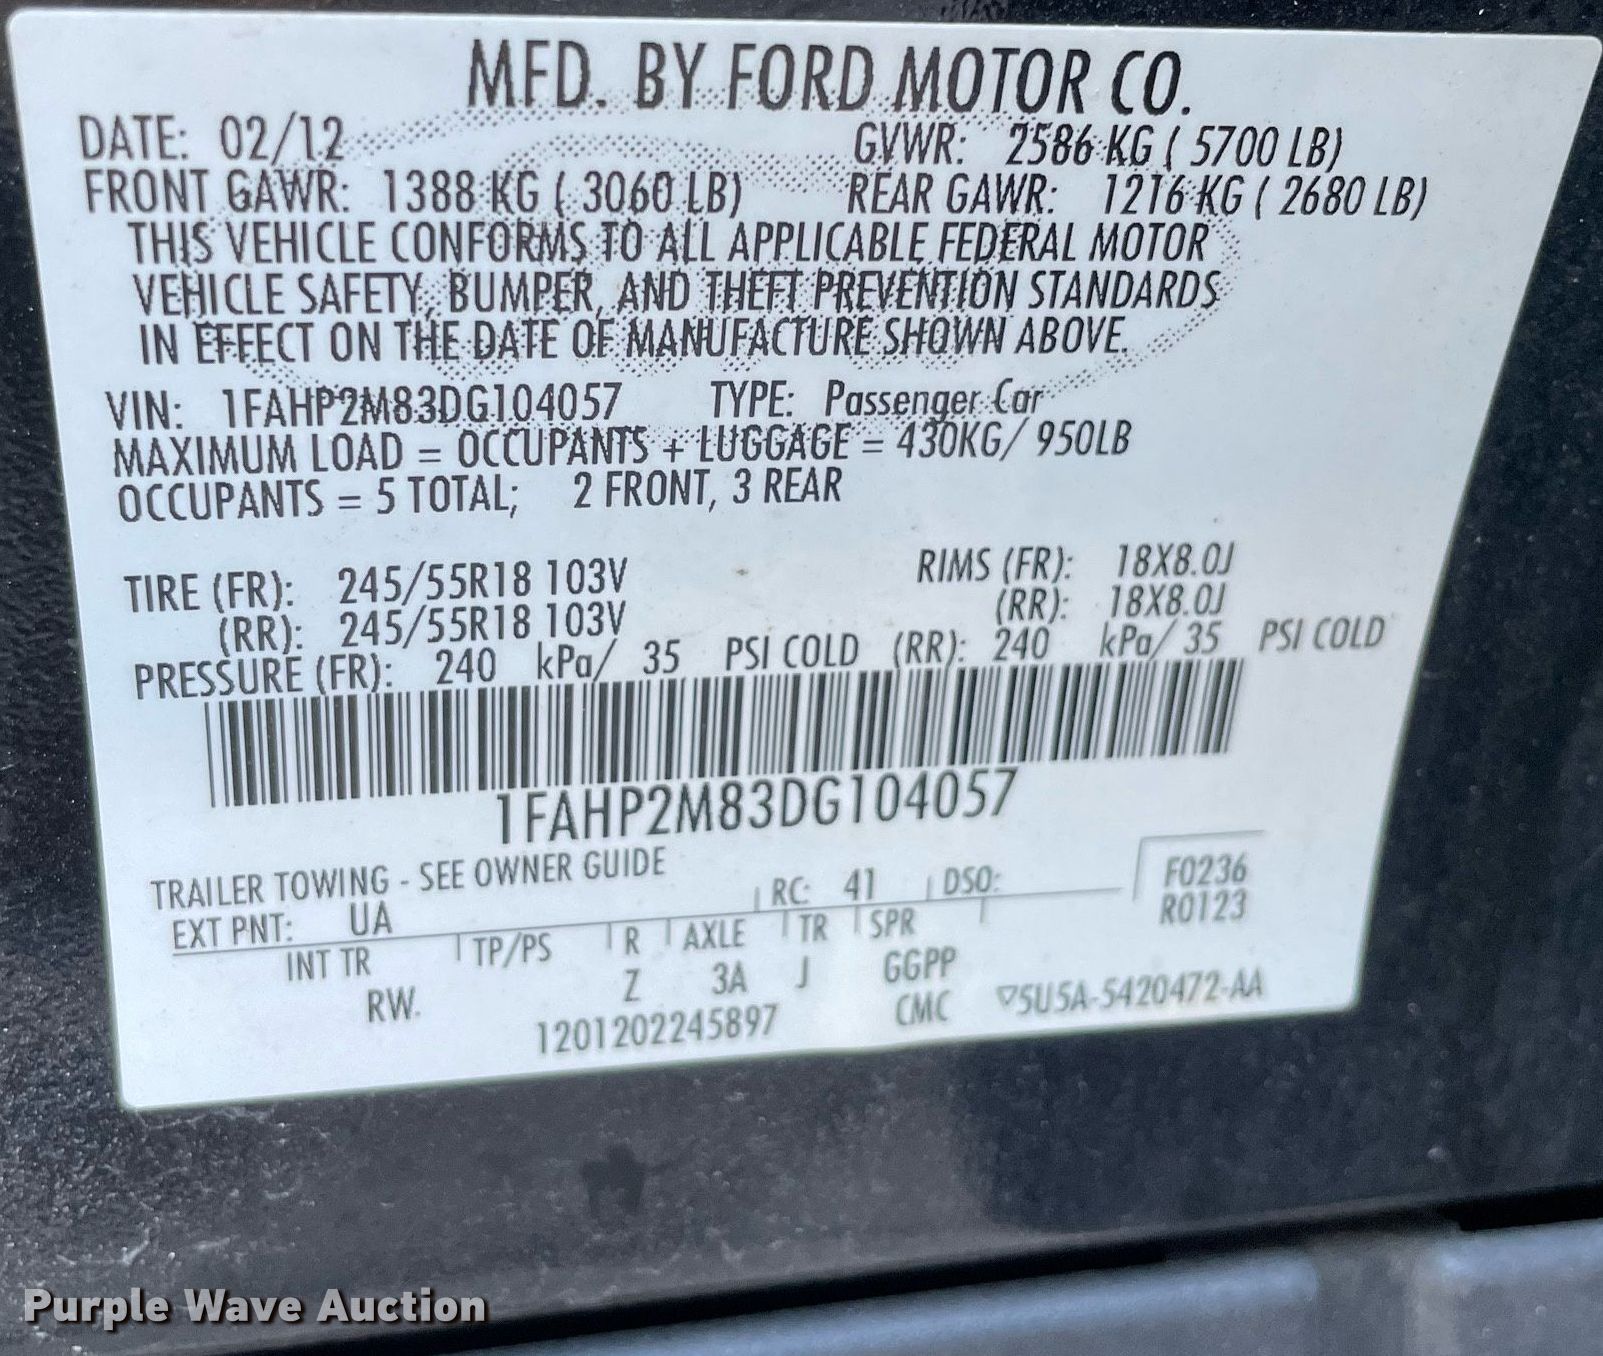 MFD. BY FORD MOTOR CO.
DATE: 02/12 GVWR: 2586 KG ( 5700 LB)
FRONT GAWR: 1388 KG ( 3060 LB) REAR GAWR: 1216 KG ( 2680 LB)
THIS VEHICLE CONFORMS TO ALL APPLICABLE FEDERAL MOTOR
VEHICLE SAFETY, BUMPER, AND THEFT PREVENTION STANDARDS
IN EFFECT ON THE DATE OF MANUFACTURE SHOWN ABOVE.
VIN: 1FAHP2M83DG104057 TYPE: Passenger Car
MAXIMUM LOAD = OCCUPANTS + LUGGAGE = 430KG/ 950LB
OCCUPANTS = 5 TOTAL; 2 FRONT, 3 REAR
TIRE (FR): 245/55R18 103V RIMS (FR): 18X8.0J
(RR): 245/55R18 103V (RR): 18X8.0J
PRESSURE (FR): 240 kPa/ 35 PSI COLD (RR): 240 kPa/ 35 PSI COLD
1FAHP2M83DG104057
TRAILER TOWING - SEE OWNER GUIDE
EXT PNT: UA RC: 41 DSO: F0236
R0123
INT TR TP/PS R AXLE TR SPR
RW. Z 3A J GGPP
1201202245897 CMC ▽5U5A-5420472-AA
Purple Wave Auction